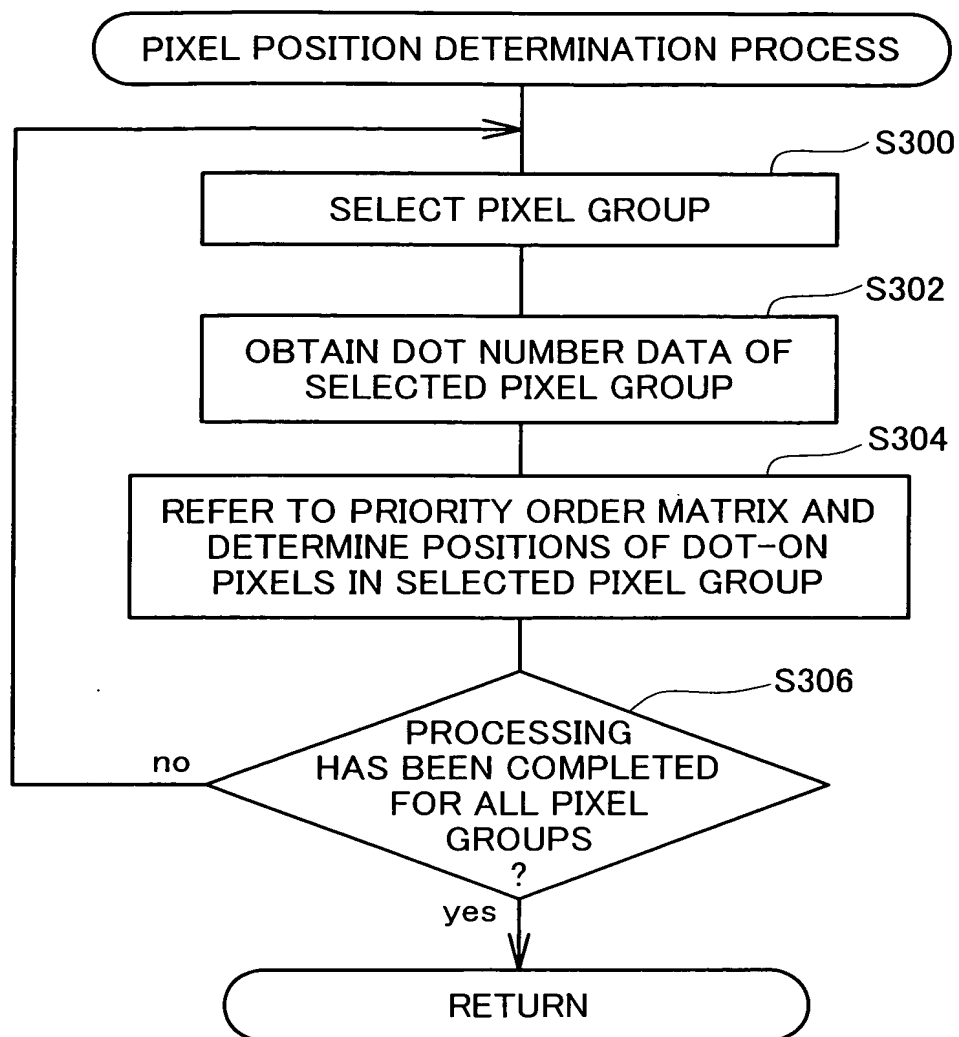 PIXEL POSITION DETERMINATION PROCESS
S300
SELECT PIXEL GROUP
S302
OBTAIN DOT NUMBER DATA OF
SELECTED PIXEL GROUP
S304
REFER TO PRIORITY ORDER MATRIX AND
DETERMINE POSITIONS OF DOT-ON
PIXELS IN SELECTED PIXEL GROUP
S306
PROCESSING
HAS BEEN COMPLETED
FOR ALL PIXEL
GROUPS
?
no
yes
RETURN